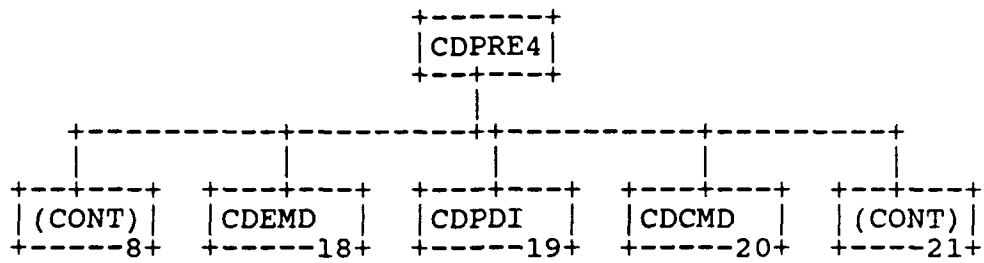 CDPRE4
(CONT) CDEMD CDPDI CDCMD (CONT)
8 18 19 20 21